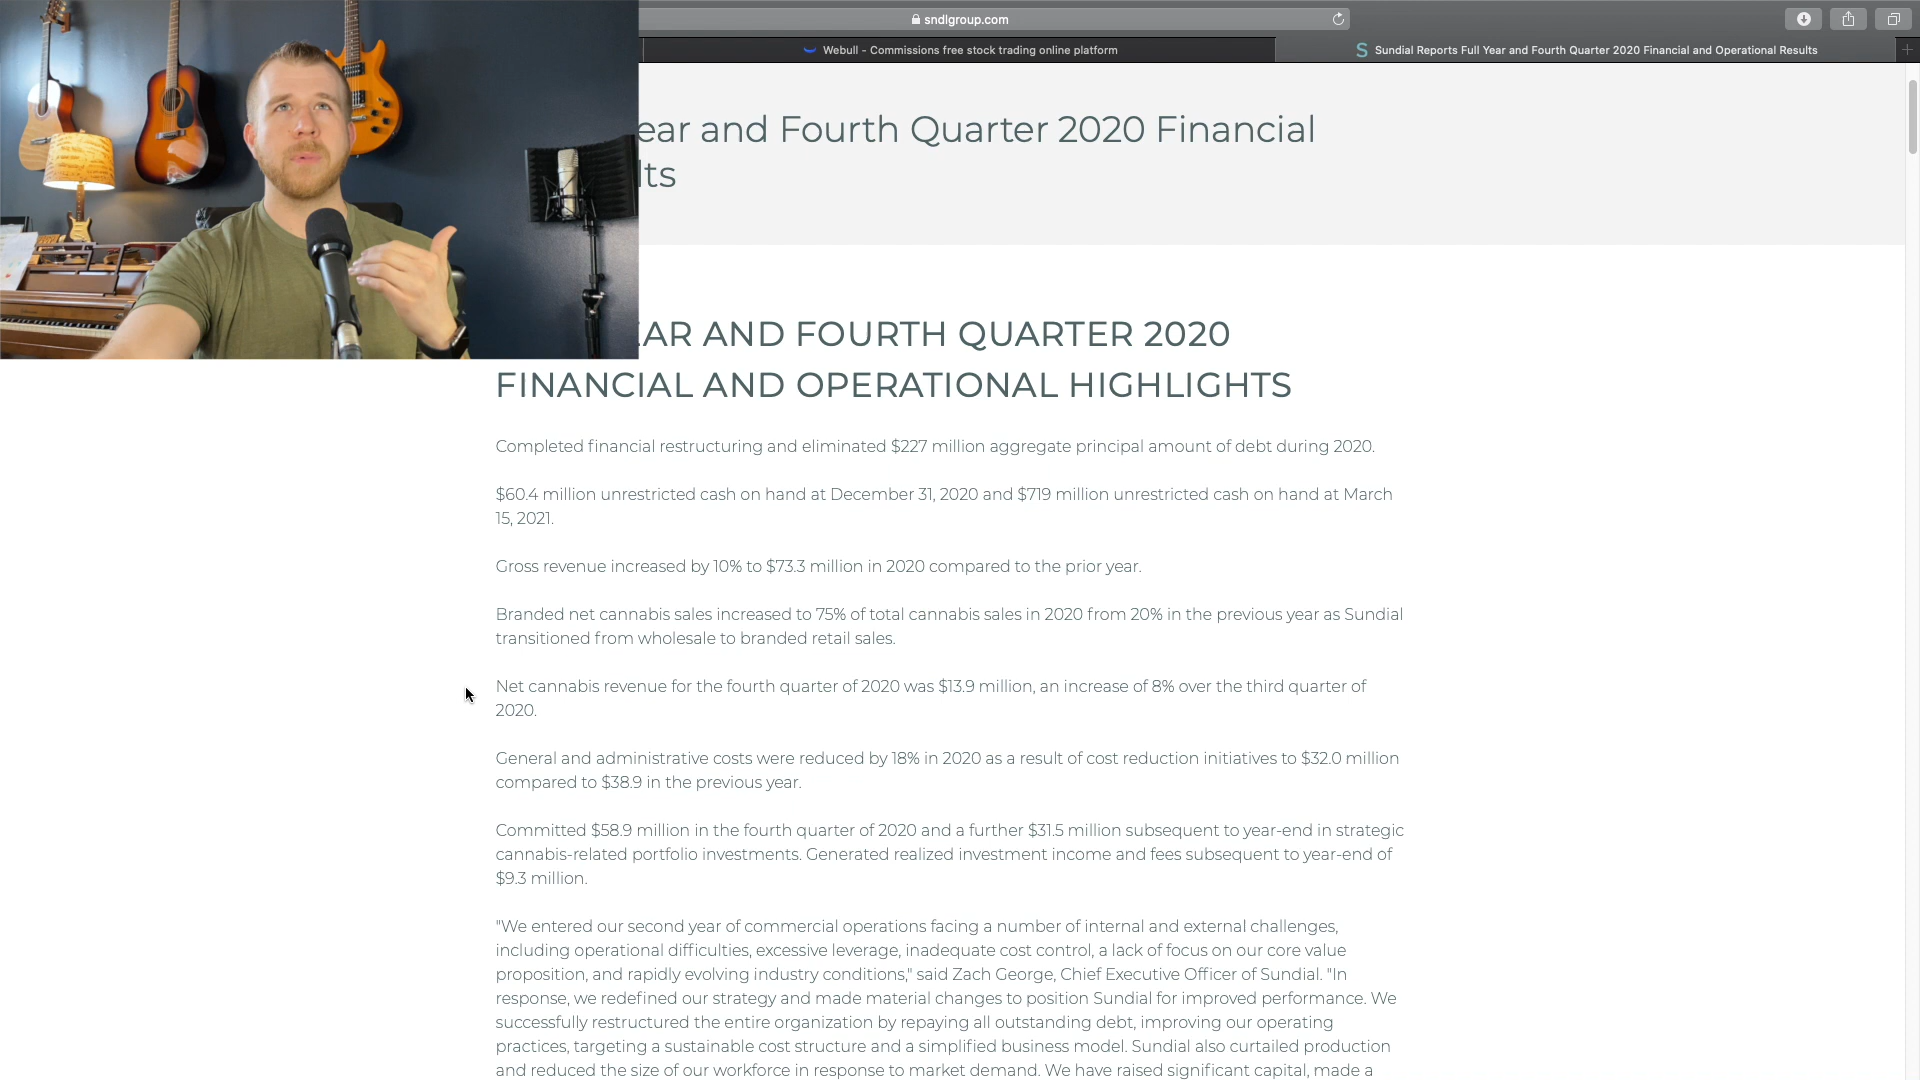 sndlgroup.com
Webull - Commissions free stock trading online platform
Sundial Reports Full Year and Fourth Quarter 2020 Financial and Operational Results
ear and Fourth Quarter 2020 Financial
lts
EAR AND FOURTH QUARTER 2020
FINANCIAL AND OPERATIONAL HIGHLIGHTS
Completed financial restructuring and eliminated $227 million aggregate principal amount of debt during 2020.
$60.4 million unrestricted cash on hand at December 31, 2020 and $719 million unrestricted cash on hand at March
15, 2021.
Gross revenue increased by 10% to $73.3 million in 2020 compared to the prior year.
Branded net cannabis sales increased to 75% of total cannabis sales in 2020 from 20% in the previous year as Sundial
transitioned from wholesale to branded retail sales.
Net cannabis revenue for the fourth quarter of 2020 was $13.9 million, an increase of 8% over the third quarter of
2020.
General and administrative costs were reduced by 18% in 2020 as a result of cost reduction initiatives to $32.0 million
compared to $38.9 in the previous year.
Committed $58.9 million in the fourth quarter of 2020 and a further $31.5 million subsequent to year-end in strategic
cannabis-related portfolio investments. Generated realized investment income and fees subsequent to year-end of
$9.3 million.
"We entered our second year of commercial operations facing a number of internal and external challenges,
including operational difficulties, excessive leverage, inadequate cost control, a lack of focus on our core value
proposition, and rapidly evolving industry conditions," said Zach George, Chief Executive Officer of Sundial. "In
response, we redefined our strategy and made material changes to position Sundial for improved performance. We
successfully restructured the entire organization by repaying all outstanding debt, improving our operating
practices, targeting a sustainable cost structure and a simplified business model. Sundial also curtailed production
and reduced the size of our workforce in response to market demand. We have raised significant capital, made a